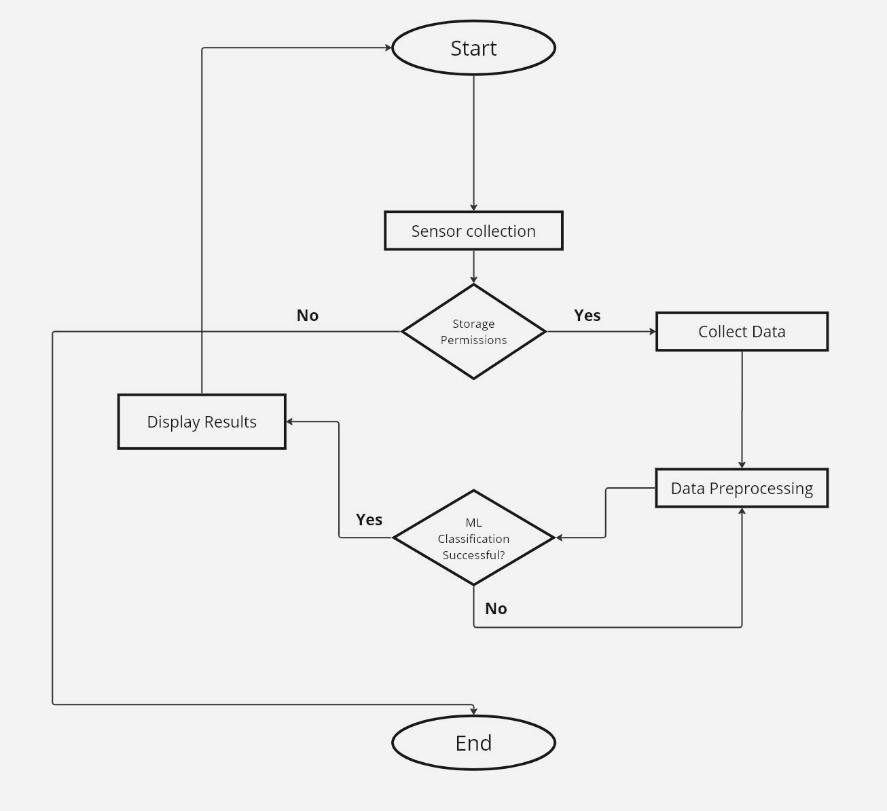 Start
Sensor collection
No
Yes
Storage
Permissions
Collect Data
Display Results
Data Preprocessing
Yes
ML
Classification
Successful?
No
End